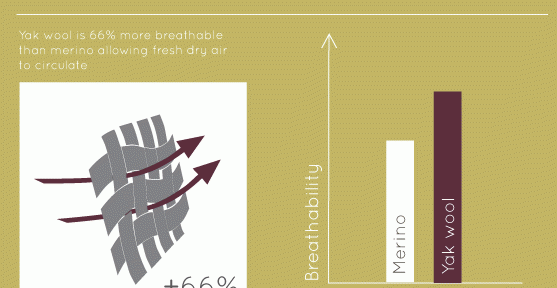 Yak wool is 66% more breathable
than merino allowing fresh dry air
to circulate
+66%
Breathability
Merino
Yak wool